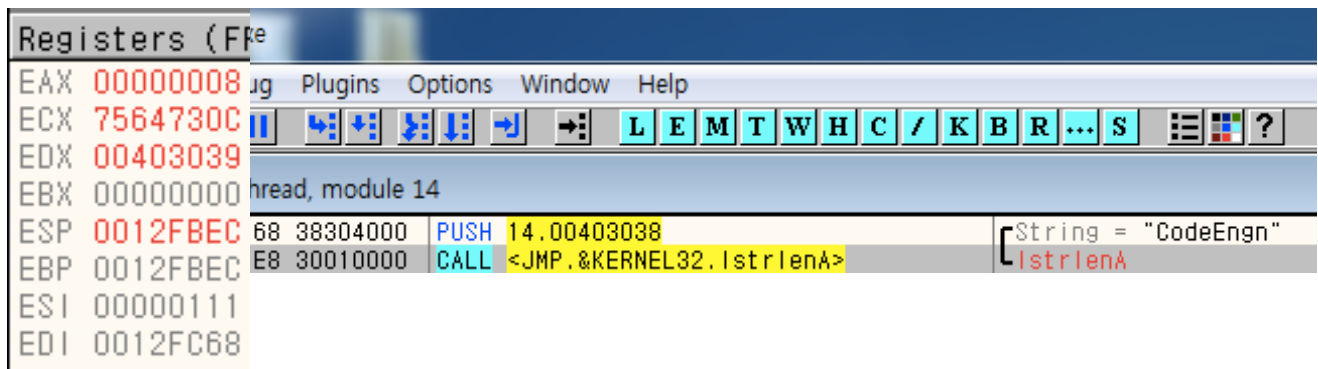 Registers (F
ke
EAX 00000008
ECX 7564730C
EDX 00403039
EBX 00000000
ESP 0012FBEC
EBP 0012FBEC
ESI 00000111
EDI 0012FC68
ug Plugins Options Window Help
L E M T W H C / K B R ... S ?
hread, module 14
68 38304000 PUSH 14.00403038 String = "CodeEngn"
E8 30010000 CALL <JMP.&KERNEL32.lstrlenA> lstrlenA